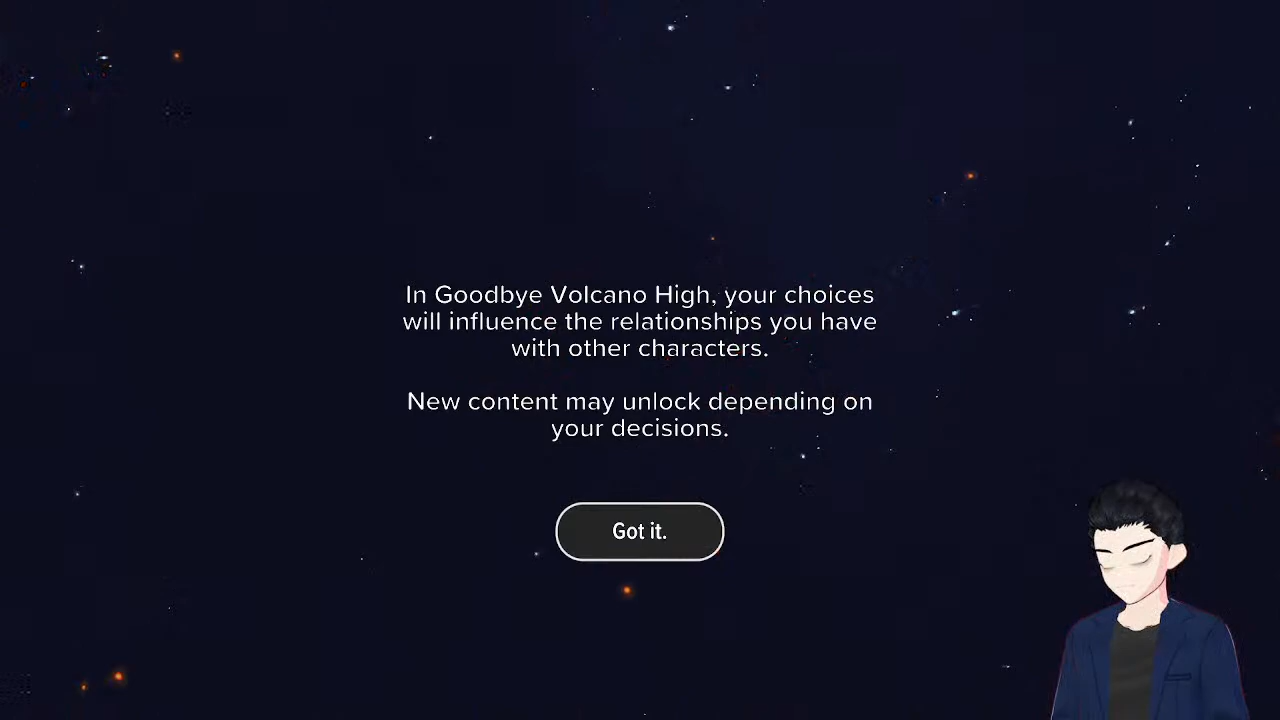 In Goodbye Volcano High, your choices
will influence the relationships you have
with other characters.
New content may unlock depending on
your decisions.
Got it.